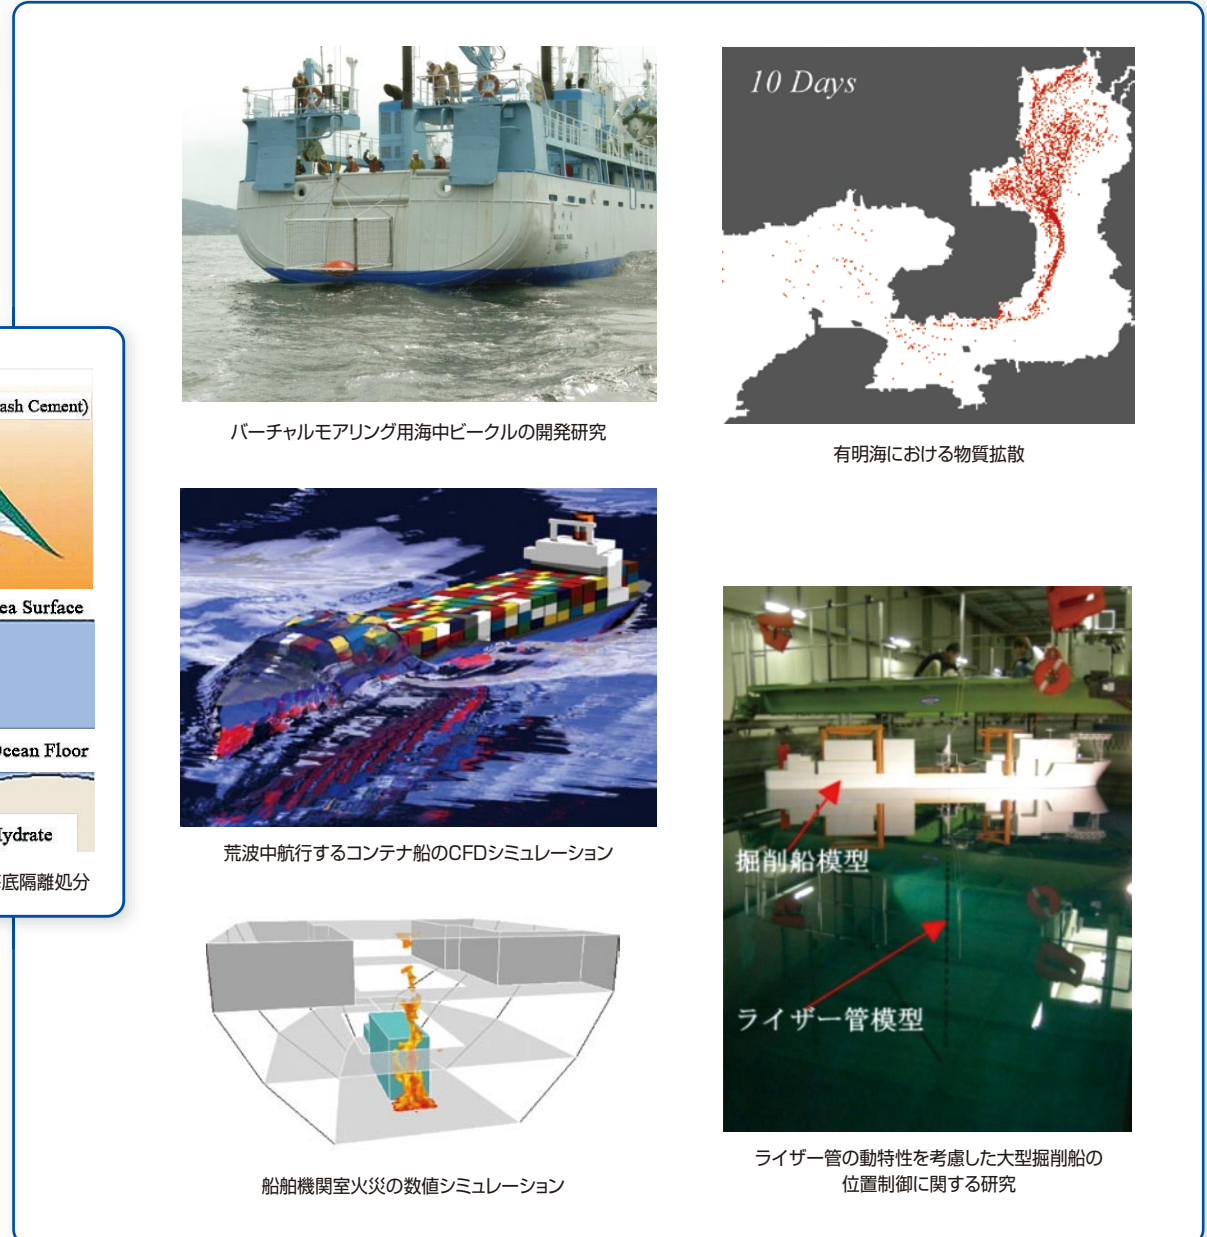 10 Days
バーチャルモアリング用海中ビークルの開発研究
有明海における物質拡散
ash Cement)
ea Surface
Ocean Floor
Hydrate
底隔離処分
荒波中航行するコンテナ船のCFDシミュレーション
掘削船模型
ライザー管模型
船舶機関室火災の数値シミュレーション
ライザー管の動特性を考慮した大型掘削船の
位置制御に関する研究